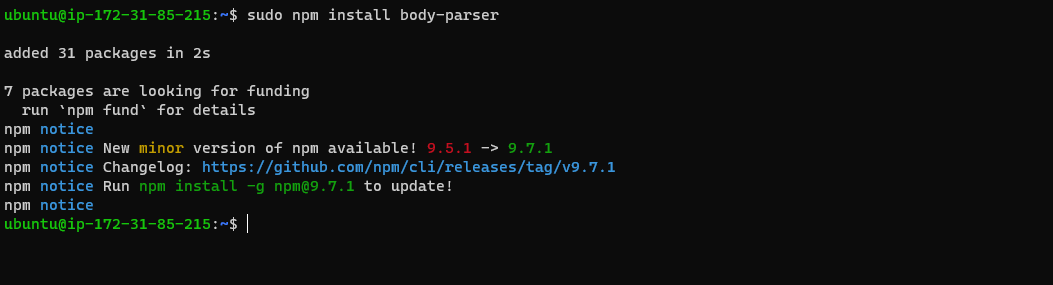 ubuntu@ip-172-31-85-215:~$ sudo npm install body-parser
added 31 packages in 2s
7 packages are looking for funding
run `npm fund` for details
npm notice
npm notice New minor version of npm available! 9.5.1 -> 9.7.1
npm notice Changelog: https://github.com/npm/cli/releases/tag/v9.7.1
npm notice Run npm install -g npm@9.7.1 to update!
npm notice
ubuntu@ip-172-31-85-215:~$